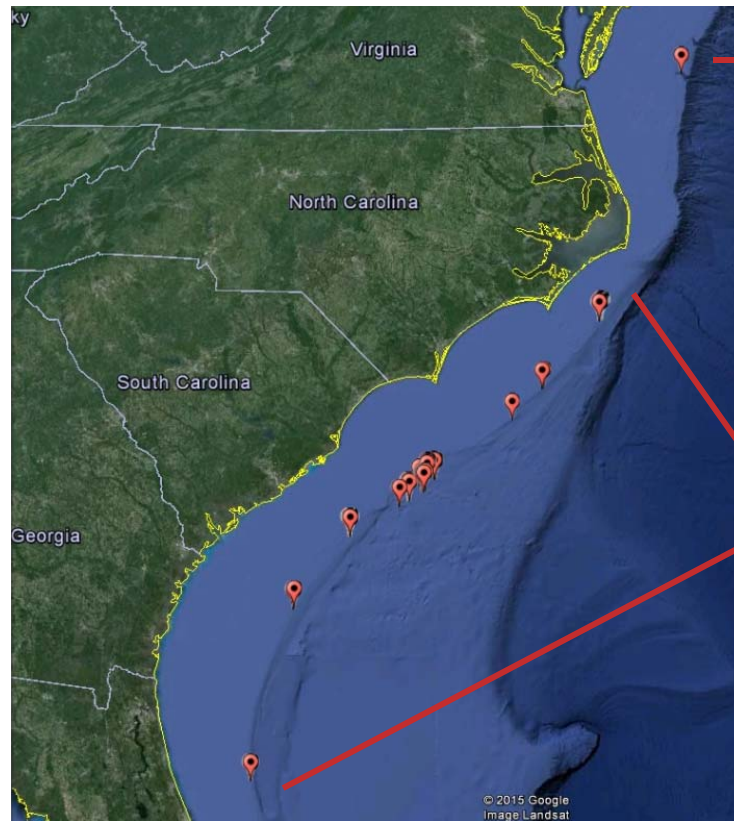 ky
Virginia
North Carolina
South Carolina
Georgia
© 2015 Google
Image Landsat